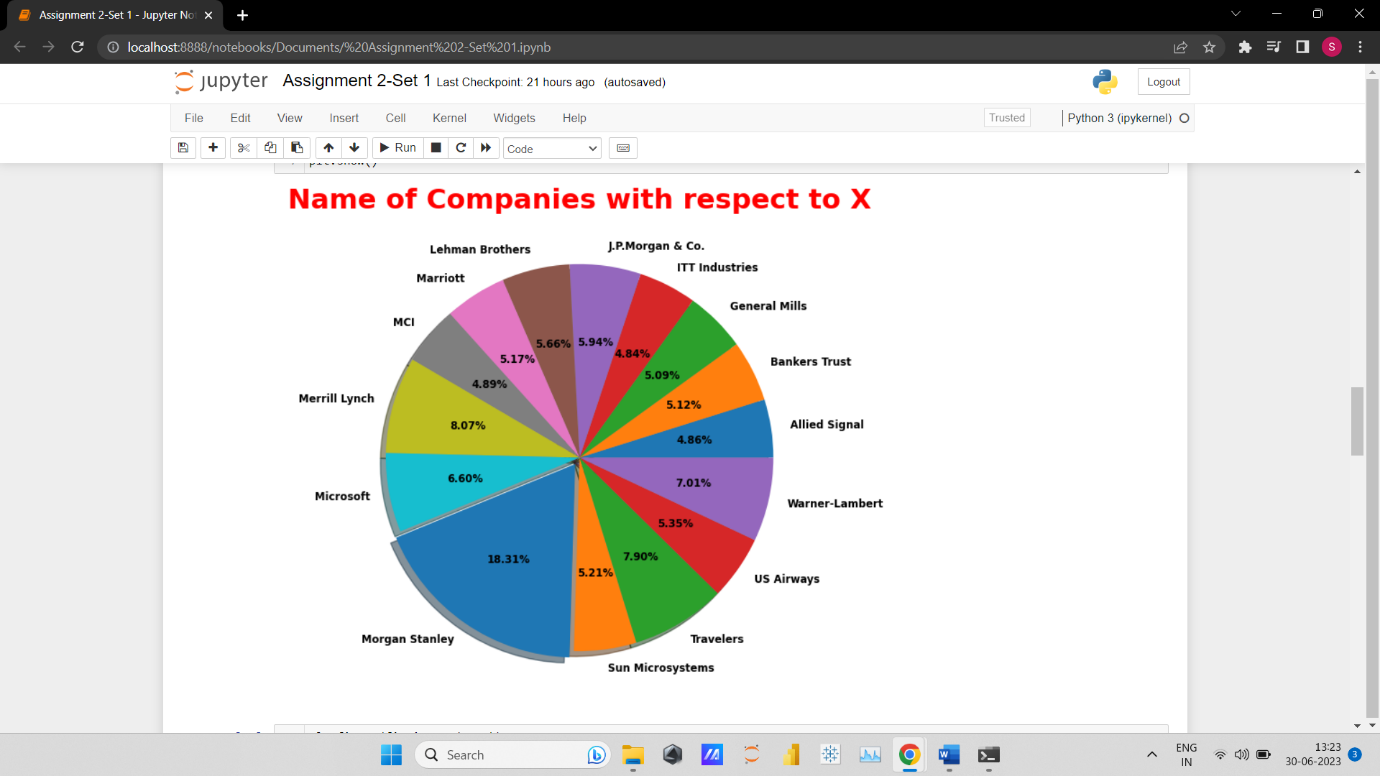 Assignment 2-Set 1 - Jupyter No
localhost:8888/notebooks/Documents/%20Assignment%202-Set%201.ipynb
S
jupyter Assignment 2-Set 1 Last Checkpoint: 21 hours ago (autosaved)
Logout
File Edit View Insert Cell Kernel Widgets Help
Trusted
Python 3 (ipykernel)
Run
Code
Name of Companies with respect to X
Lehman Brothers
J.P.Morgan & Co.
ITT Industries
Marriott
General Mills
MCI
Bankers Trust
Merrill Lynch
Allied Signal
Microsoft
Warner-Lambert
US Airways
Morgan Stanley
Travelers
Sun Microsystems
5.66%
5.94%
4.84%
5.17%
5.09%
4.89%
5.12%
8.07%
4.86%
6.60%
7.01%
5.35%
18.31%
7.90%
5.21%
Search
ENG
IN
13:23
30-06-2023
3